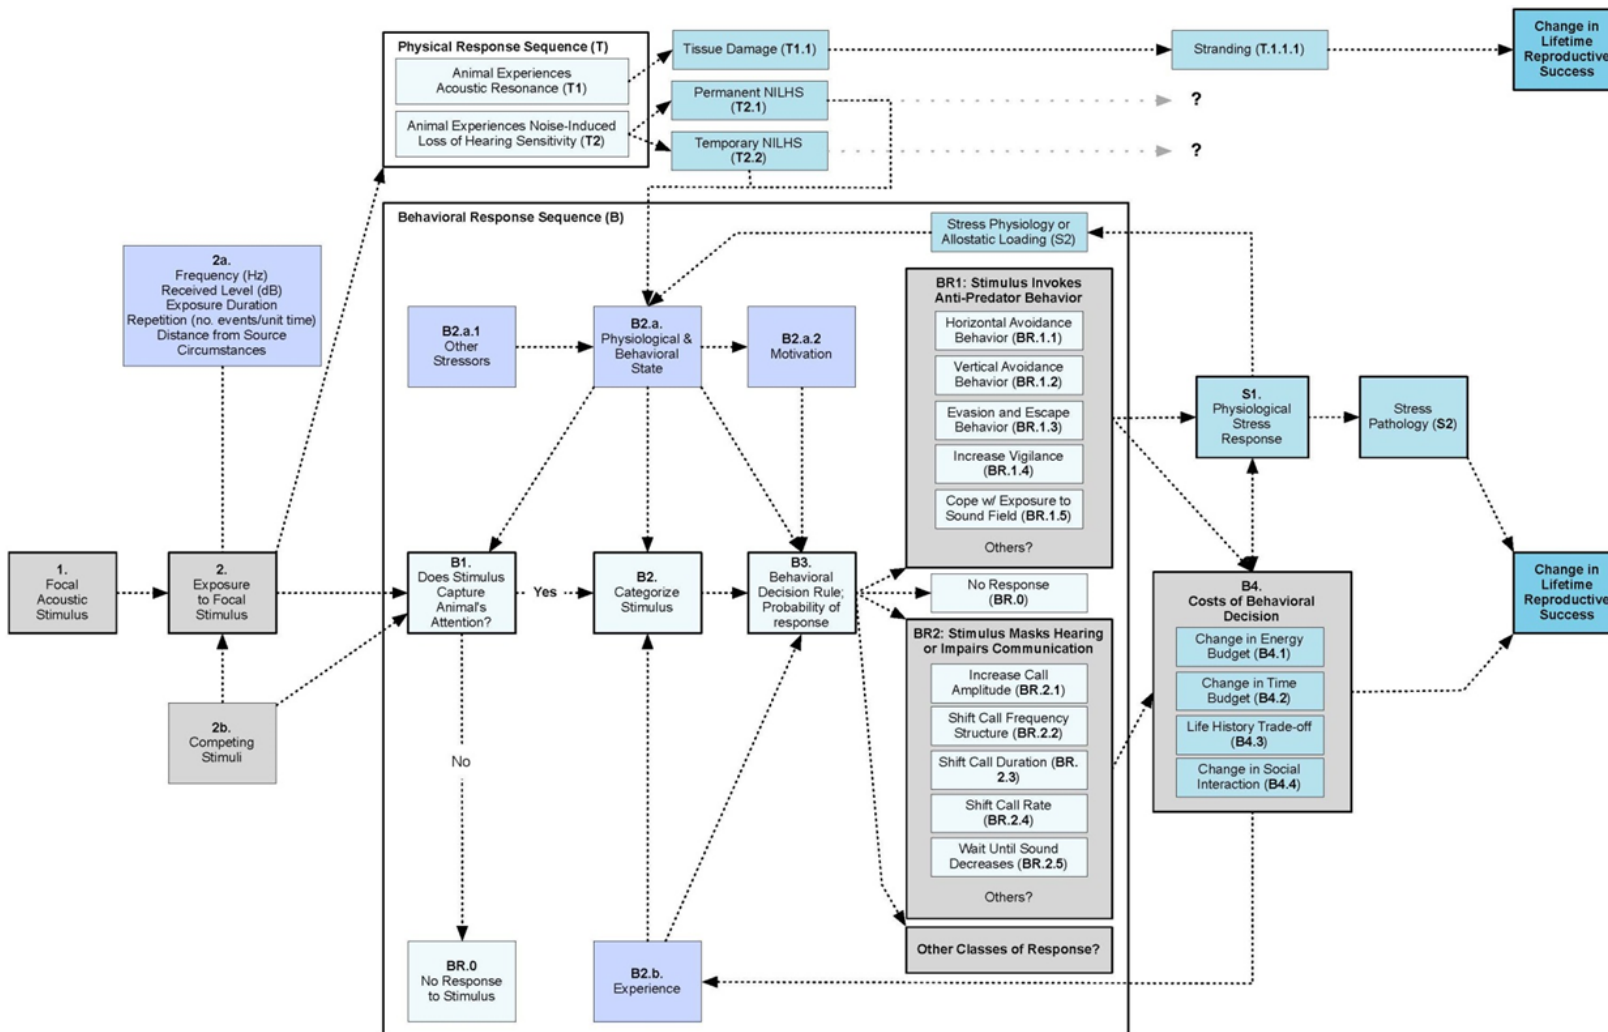 Physical Response Sequence (T)
Animal Experiences
Acoustic Resonance (T1)
Animal Experiences Noise-Induced
Loss of Hearing Sensitivity (T2)
Tissue Damage (T1.1)
Permanent NILHS
(T2.1)
Temporary NILHS
(T2.2)
Stranding (T.1.1.1)
?
?
Change in
Lifetime
Reproductive
Success
Behavioral Response Sequence (B)
Stress Physiology or
Allostatic Loading (S2)
2a.
Frequency (Hz)
Received Level (dB)
Exposure Duration
Repetition (no. events/unit time)
Distance from Source
Circumstances
B2.a.1
Other
Stressors
B2.a.
Physiological &
Behavioral
State
B2.a.2
Motivation
BR1: Stimulus Invokes
Anti-Predator Behavior
Horizontal Avoidance
Behavior (BR.1.1)
Vertical Avoidance
Behavior (BR.1.2)
Evasion and Escape
Behavior (BR.1.3)
Increase Vigilance
(BR.1.4)
Cope w/ Exposure to
Sound Field (BR.1.5)
Others?
S1.
Physiological
Stress
Response
Stress
Pathology (S2)
1.
Focal
Acoustic
Stimulus
2.
Exposure
to Focal
Stimulus
B1.
Does Stimulus
Capture
Animal's
Attention?
Yes
B2.
Categorize
Stimulus
B3.
Behavioral
Decision Rule;
Probability of
response
No Response
(BR.0)
B4.
Costs of Behavioral
Decision
Change in Energy
Budget (B4.1)
Change in Time
Budget (B4.2)
Life History Trade-off
(B4.3)
Change in Social
Interaction (B4.4)
Change in
Lifetime
Reproductive
Success
2b.
Competing
Stimuli
No
BR2: Stimulus Masks Hearing
or Impairs Communication
Increase Call
Amplitude (BR.2.1)
Shift Call Frequency
Structure (BR.2.2)
Shift Call Duration (BR.
2.3)
Shift Call Rate
(BR.2.4)
Wait Until Sound
Decreases (BR.2.5)
Others?
BR.0
No Response
to Stimulus
B2.b.
Experience
Other Classes of Response?